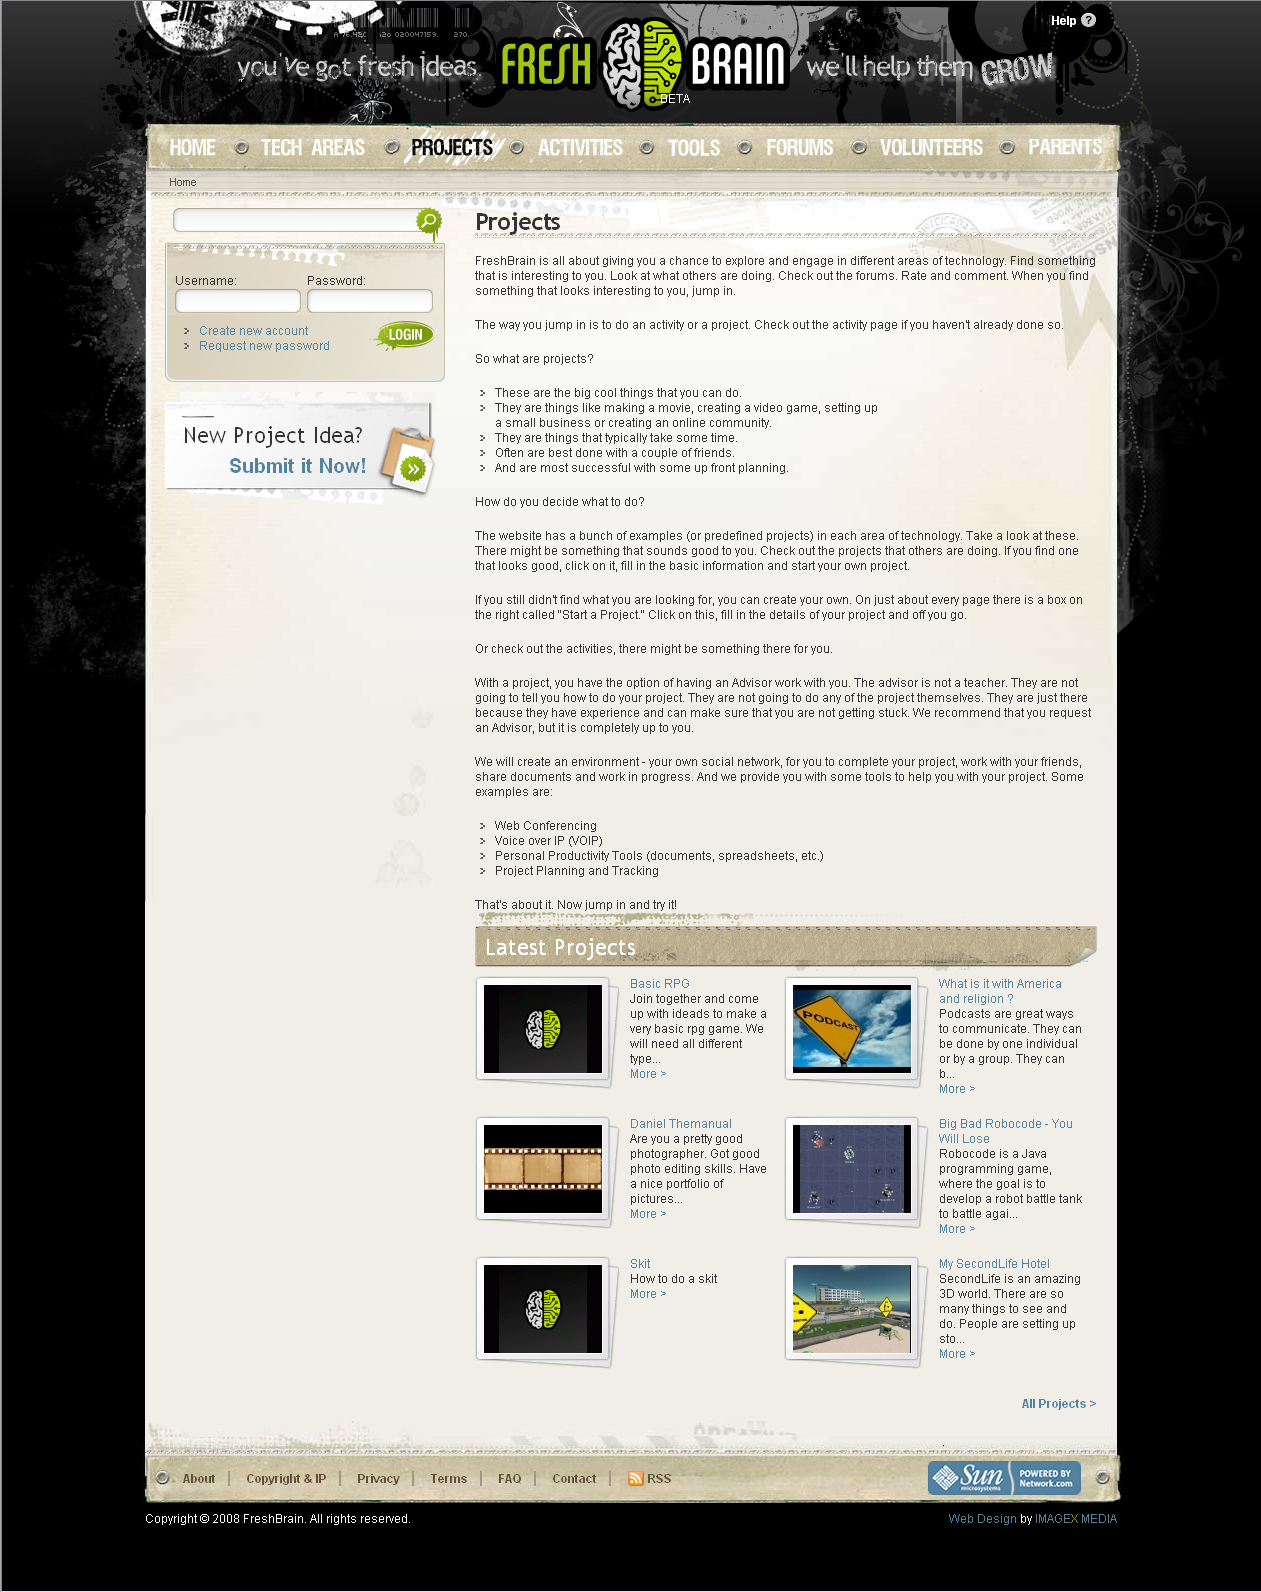 Help ?
you've got fresh ideas.
FRESH BRAIN
we'll help them GROW
BETA
HOME TECH AREAS PROJECTS ACTIVITIES TOOLS FORUMS VOLUNTEERS PARENTS
Home
Username: Password:
Create new account
Request new password
LOGIN
New Project Idea?
Submit it Now!
Projects
FreshBrain is all about giving you a chance to explore and engage in different areas of technology. Find something
that is interesting to you. Look at what others are doing. Check out the forums. Rate and comment. When you find
something that looks interesting to you, jump in.
The way you jump in is to do an activity or a project. Check out the activity page if you haven't already done so.
So what are projects?
These are the big cool things that you can do.
They are things like making a movie, creating a video game, setting up
a small business or creating an online community.
They are things that typically take some time.
Often are best done with a couple of friends.
And are most successful with some up front planning.
How do you decide what to do?
The website has a bunch of examples (or predefined projects) in each area of technology. Take a look at these.
There might be something that sounds good to you. Check out the projects that others are doing. If you find one
that looks good, click on it, fill in the basic information and start your own project.
If you still didn't find what you are looking for, you can create your own. On just about every page there is a box on
the right called "Start a Project." Click on this, fill in the details of your project and off you go.
Or check out the activities, there might be something there for you.
With a project, you have the option of having an Advisor work with you. The advisor is not a teacher. They are not
going to tell you how to do your project. They are not going to do any of the project themselves. They are just there
because they have experience and can make sure that you are not getting stuck. We recommend that you request
an Advisor, but it is completely up to you.
We will create an environment - your own social network, for you to complete your project, work with your friends,
share documents and work in progress. And we provide you with some tools to help you with your project. Some
examples are:
Web Conferencing
Voice over IP (VOIP)
Personal Productivity Tools (documents, spreadsheets, etc.)
Project Planning and Tracking
That's about it. Now jump in and try it!
Latest Projects
Basic RPG
Join together and come
up with ideads to make a
very basic rpg game. We
will need all different
type...
More >
PODCAST
What is it with America
and religion ?
Podcasts are great ways
to communicate. They can
be done by one individual
or by a group. They can
b...
More >
Daniel Themanual
Are you a pretty good
photographer. Got good
photo editing skills. Have
a nice portfolio of
pictures...
More >
Big Bad Robocode - You
Will Lose
Robocode is a Java
programming game,
where the goal is to
develop a robot battle tank
to battle agai...
More >
Skit
How to do a skit
More >
My SecondLife Hotel
SecondLife is an amazing
3D world. There are so
many things to see and
do. People are setting up
sto...
More >
All Projects >
About | Copyright & IP | Privacy | Terms | FAQ | Contact | RSS
Sun microsystems
POWERED BY
Network.com
Copyright © 2008 FreshBrain. All rights reserved.
Web Design by IMAGEX MEDIA